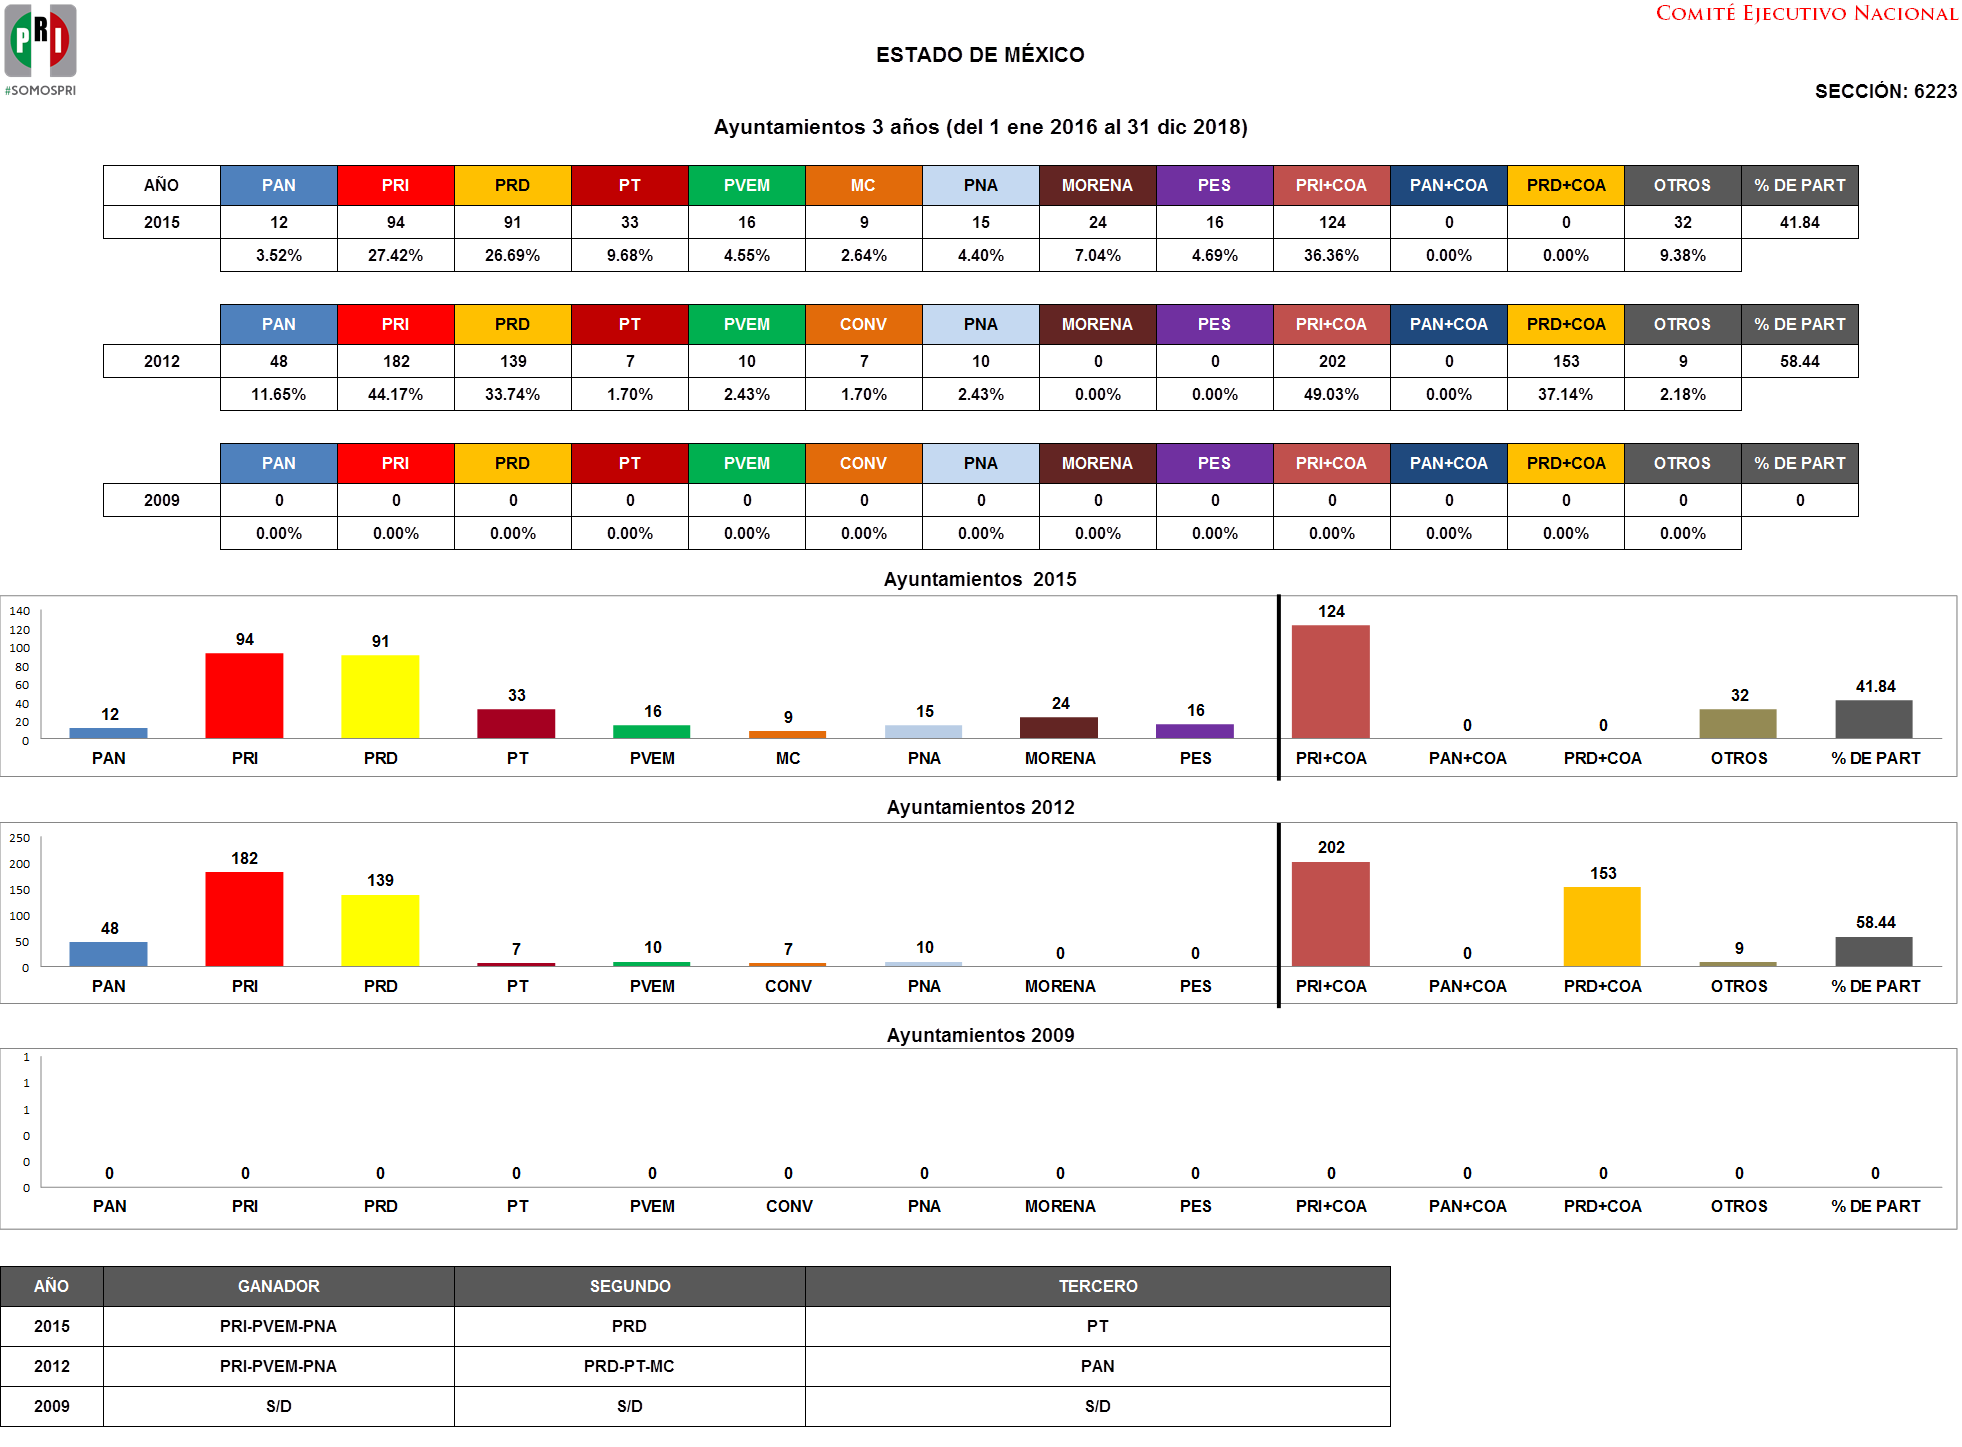 PRI
#SOMOSPRI
COMITÉ EJECUTIVO NACIONAL
ESTADO DE MÉXICO
SECCIÓN: 6223
Ayuntamientos 3 años (del 1 ene 2016 al 31 dic 2018)
AÑO PAN PRI PRD PT PVEM MC PNA MORENA PES PRI+COA PAN+COA PRD+COA OTROS % DE PART
2015 12 94 91 33 16 9 15 24 16 124 0 0 32 41.84
3.52% 27.42% 26.69% 9.68% 4.55% 2.64% 4.40% 7.04% 4.69% 36.36% 0.00% 0.00% 9.38%
PAN PRI PRD PT PVEM CONV PNA MORENA PES PRI+COA PAN+COA PRD+COA OTROS % DE PART
2012 48 182 139 7 10 7 10 0 0 202 0 153 9 58.44
11.65% 44.17% 33.74% 1.70% 2.43% 1.70% 2.43% 0.00% 0.00% 49.03% 0.00% 37.14% 2.18%
PAN PRI PRD PT PVEM CONV PNA MORENA PES PRI+COA PAN+COA PRD+COA OTROS % DE PART
2009 0 0 0 0 0 0 0 0 0 0 0 0 0 0
0.00% 0.00% 0.00% 0.00% 0.00% 0.00% 0.00% 0.00% 0.00% 0.00% 0.00% 0.00% 0.00%
Ayuntamientos 2015
140
120
100
80
60
40
20
0
12 94 91 33 16 9 15 24 16 124 0 0 32 41.84
PAN PRI PRD PT PVEM MC PNA MORENA PES PRI+COA PAN+COA PRD+COA OTROS % DE PART
Ayuntamientos 2012
250
200
150
100
50
0
48 182 139 7 10 7 10 0 0 202 0 153 9 58.44
PAN PRI PRD PT PVEM CONV PNA MORENA PES PRI+COA PAN+COA PRD+COA OTROS % DE PART
Ayuntamientos 2009
1
1
1
0
0
0
0 0 0 0 0 0 0 0 0 0 0 0 0 0
PAN PRI PRD PT PVEM CONV PNA MORENA PES PRI+COA PAN+COA PRD+COA OTROS % DE PART
AÑO GANADOR SEGUNDO TERCERO
2015 PRI-PVEM-PNA PRD PT
2012 PRI-PVEM-PNA PRD-PT-MC PAN
2009 S/D S/D S/D